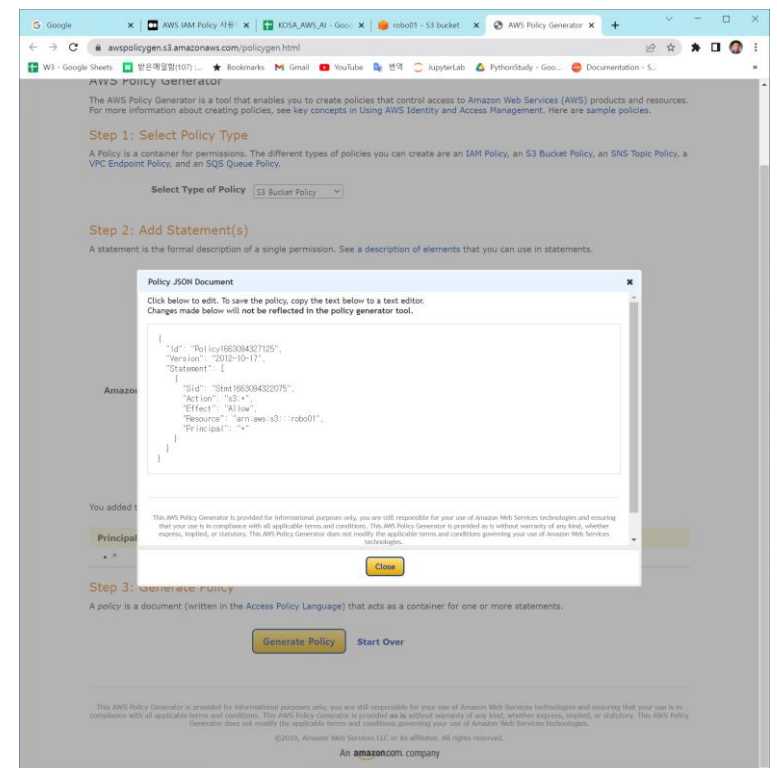 Google
AWS IAM Policy
KOSA_AWS_AI - Goo
robo01 - S3 bucket
AWS Policy Generator
awspolicygen.s3.amazonaws.com/policygen.html
W3 - Google Sheets
받은메일함(107) :...
Bookmarks
Gmail
YouTube
번역
JupyterLab
PythonStudy - Goo...
Documentation - S...
»
AWS Policy Generator
The AWS Policy Generator is a tool that enables you to create policies that control access to Amazon Web Services (AWS) products and resources.
For more information about creating policies, see key concepts in Using AWS Identity and Access Management. Here are sample policies.
Step 1: Select Policy Type
A Policy is a container for permissions. The different types of policies you can create are an IAM Policy, an S3 Bucket Policy, an SNS Topic Policy, a
VPC Endpoint Policy, and an SQS Queue Policy.
Select Type of Policy S3 Bucket Policy
Step 2: Add Statement(s)
A statement is the formal description of a single permission. See a description of elements that you can use in statements.
Policy JSON Document
Click below to edit. To save the policy, copy the text below to a text editor.
Changes made below will not be reflected in the policy generator tool.
{
"Id": "Policy1663094327125",
"Version": "2012-10-17",
"Statement": [
{
"Sid": "Stmt1663094322075",
"Action": "s3:*",
"Effect": "Allow",
"Resource": "arn:aws:s3:::robo01",
"Principal": "*"
}
]
}
Amazo
This AWS Policy Generator is provided for informational purposes only, you are still responsible for your use of Amazon Web Services technologies and ensuring
that your use is in compliance with all applicable terms and conditions. This AWS Policy Generator is provided as is without warranty of any kind, whether
express, implied, or statutory. This AWS Policy Generator does not modify the applicable terms and conditions governing your use of Amazon Web Services
technologies.
Close
You added t
Principal
• *
Step 3: Generate Policy
A policy is a document (written in the Access Policy Language) that acts as a container for one or more statements.
Generate Policy Start Over
This AWS Policy Generator is provided for informational purposes only, you are still responsible for your use of Amazon Web Services technologies and ensuring that your use is in
compliance with all applicable terms and conditions. This AWS Policy Generator is provided as is without warranty of any kind, whether express, implied, or statutory. This AWS Policy
Generator does not modify the applicable terms and conditions governing your use of Amazon Web Services technologies.
©2010, Amazon Web Services LLC or its affiliates. All rights reserved.
An amazon.com. company